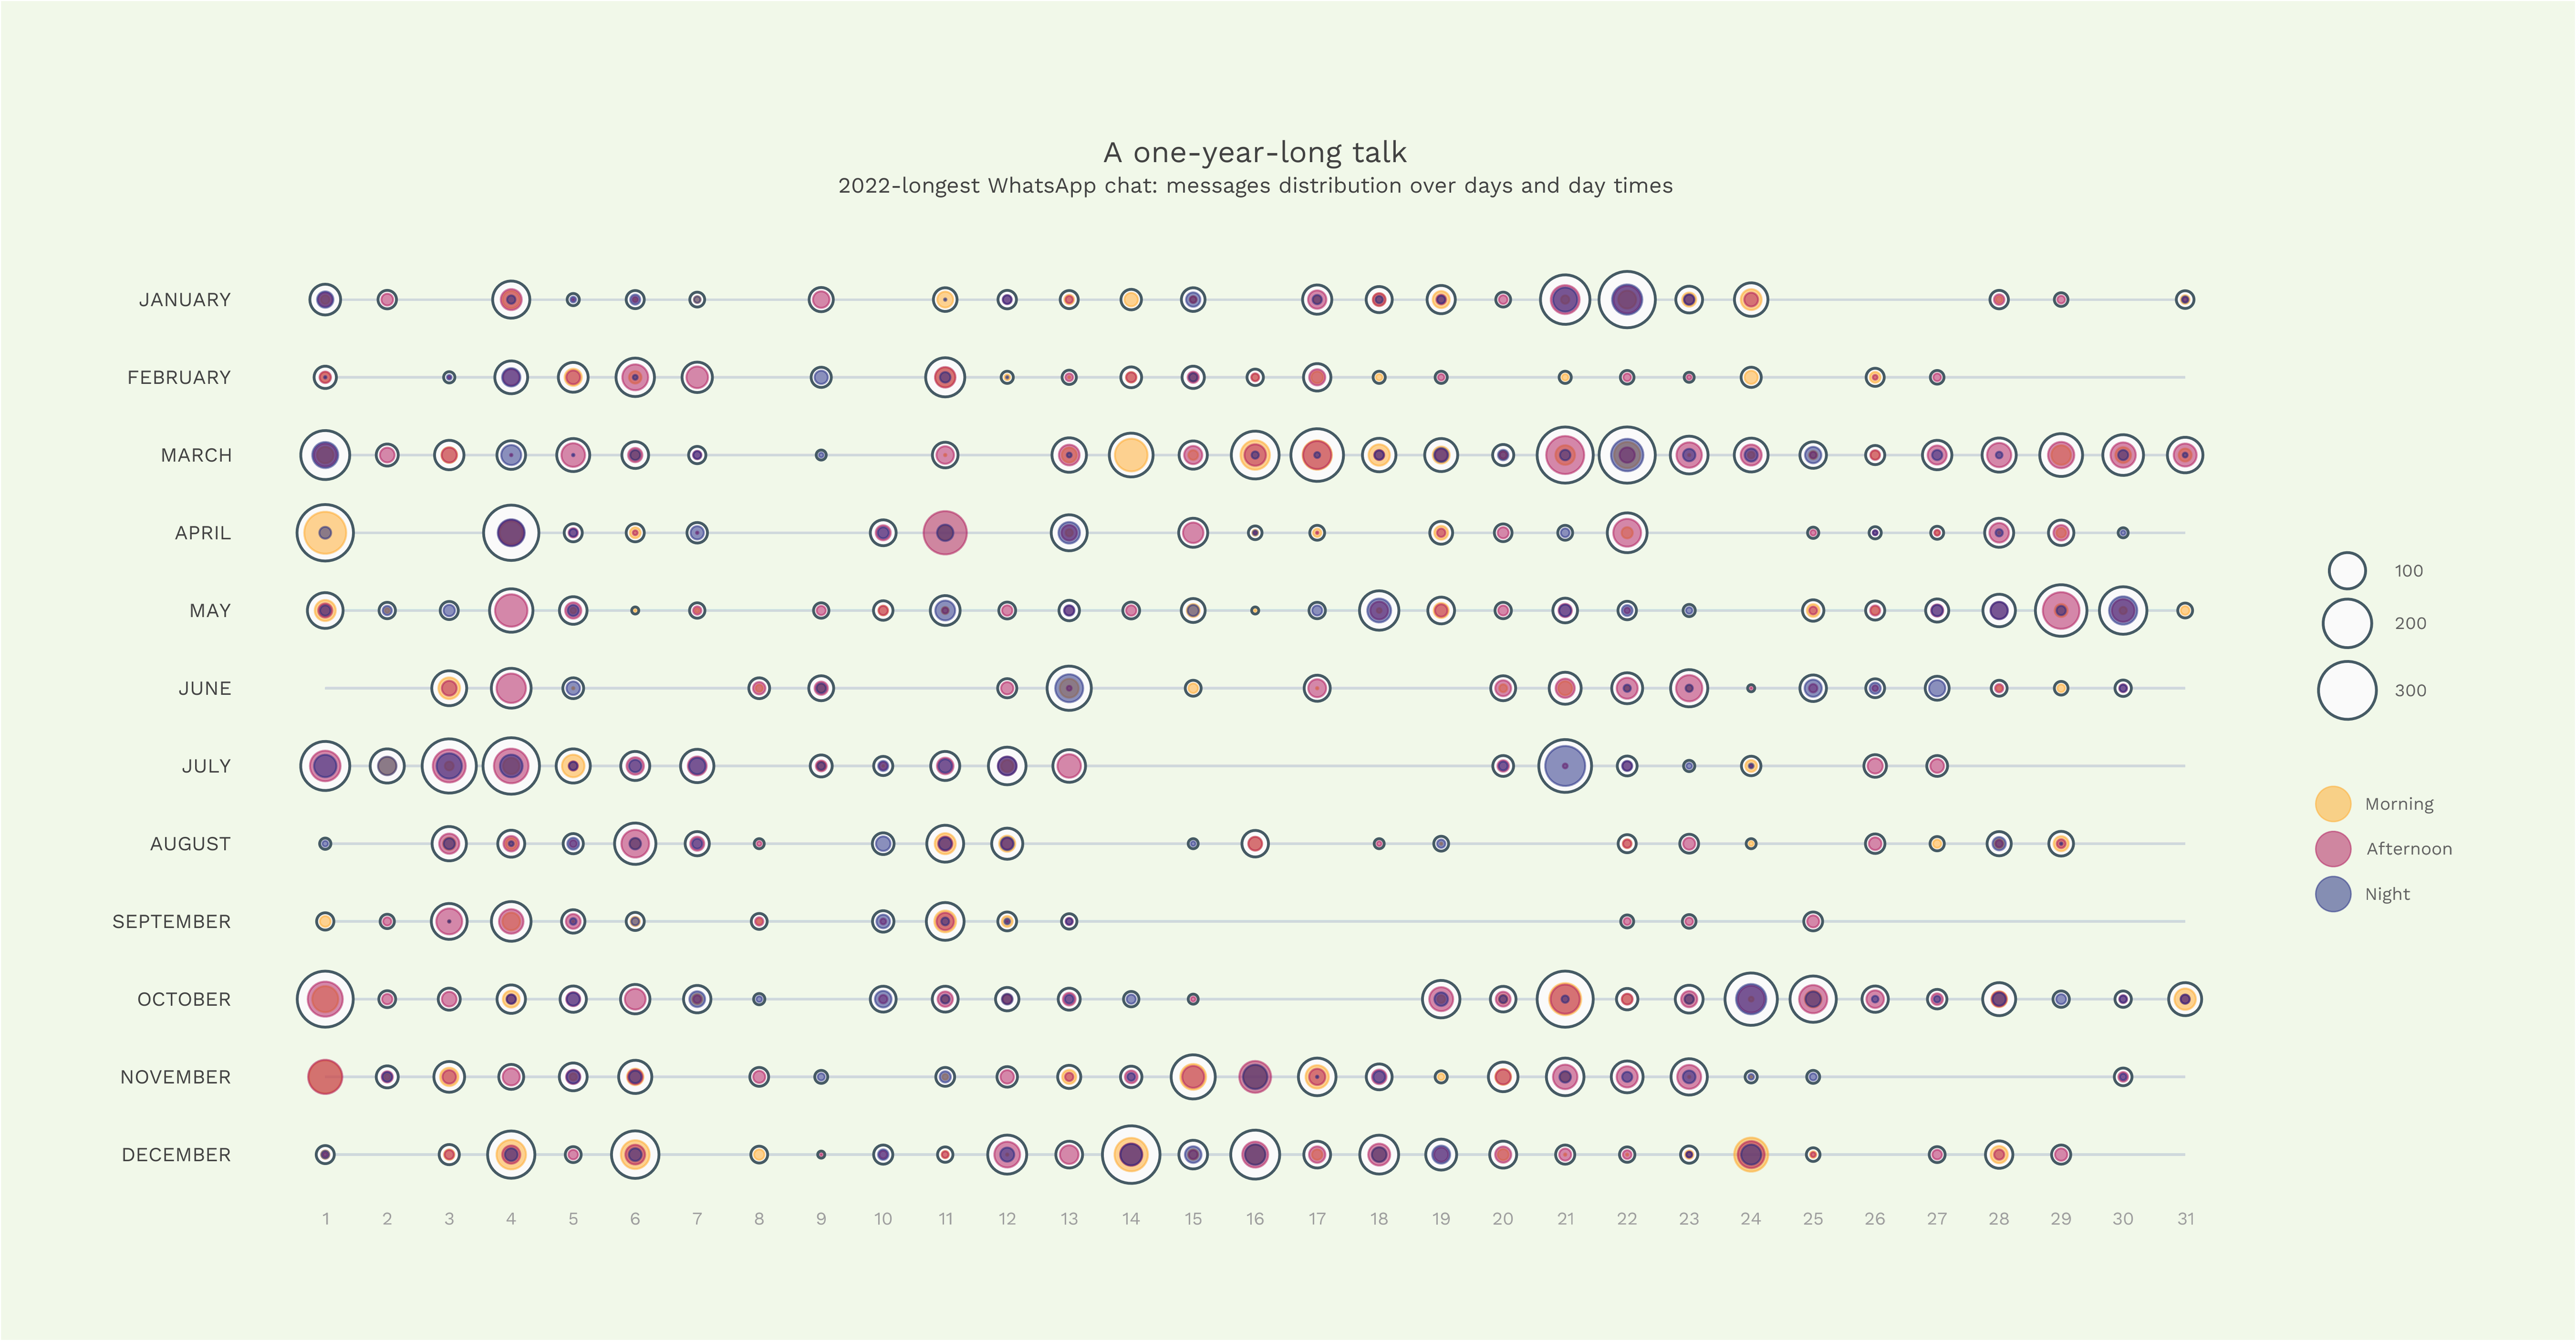 A one-year-long talk
2022-longest WhatsApp chat: messages distribution over days and day times
JANUARY
FEBRUARY
MARCH
APRIL
MAY
JUNE
JULY
AUGUST
SEPTEMBER
OCTOBER
NOVEMBER
DECEMBER
1 2 3 4 5 6 7 8 9 10 11 12 13 14 15 16 17 18 19 20 21 22 23 24 25 26 27 28 29 30 31
100
200
300
Morning
Afternoon
Night